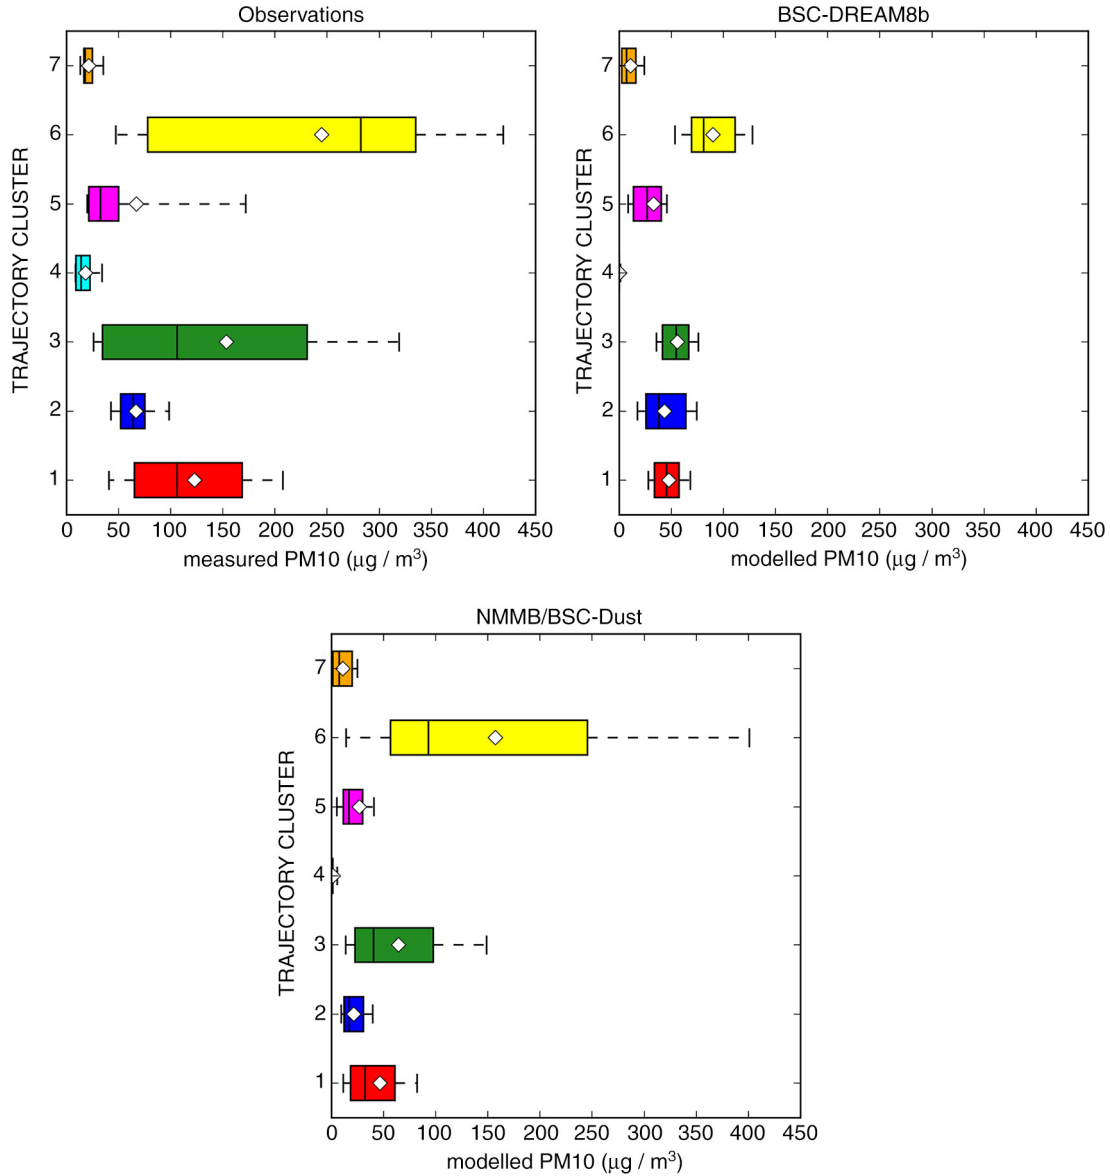 Observations
TRAJECTORY CLUSTER
7
6
5
4
3
2
1
0 50 100 150 200 250 300 350 400 450
measured PM10 (μg / m³)
BSC-DREAM8b
TRAJECTORY CLUSTER
7
6
5
4
3
2
1
0 50 100 150 200 250 300 350 400 450
modelled PM10 (μg / m³)
NMMB/BSC-Dust
TRAJECTORY CLUSTER
7
6
5
4
3
2
1
0 50 100 150 200 250 300 350 400 450
modelled PM10 (μg / m³)